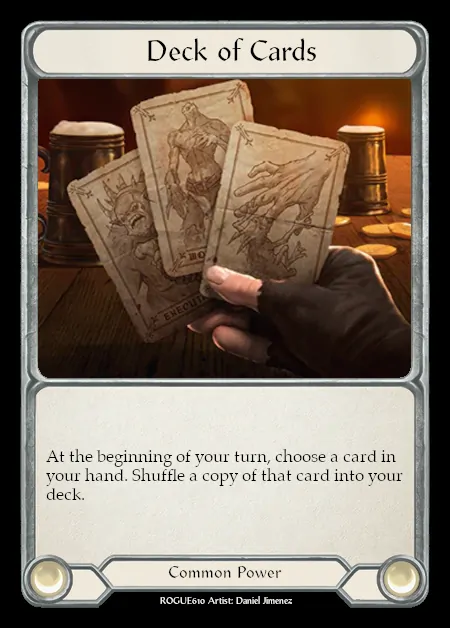 Deck of Cards
At the beginning of your turn, choose a card in
your hand. Shuffle a copy of that card into your
deck.
Common Power
ROGUE610 Artist: Daniel Jimenez